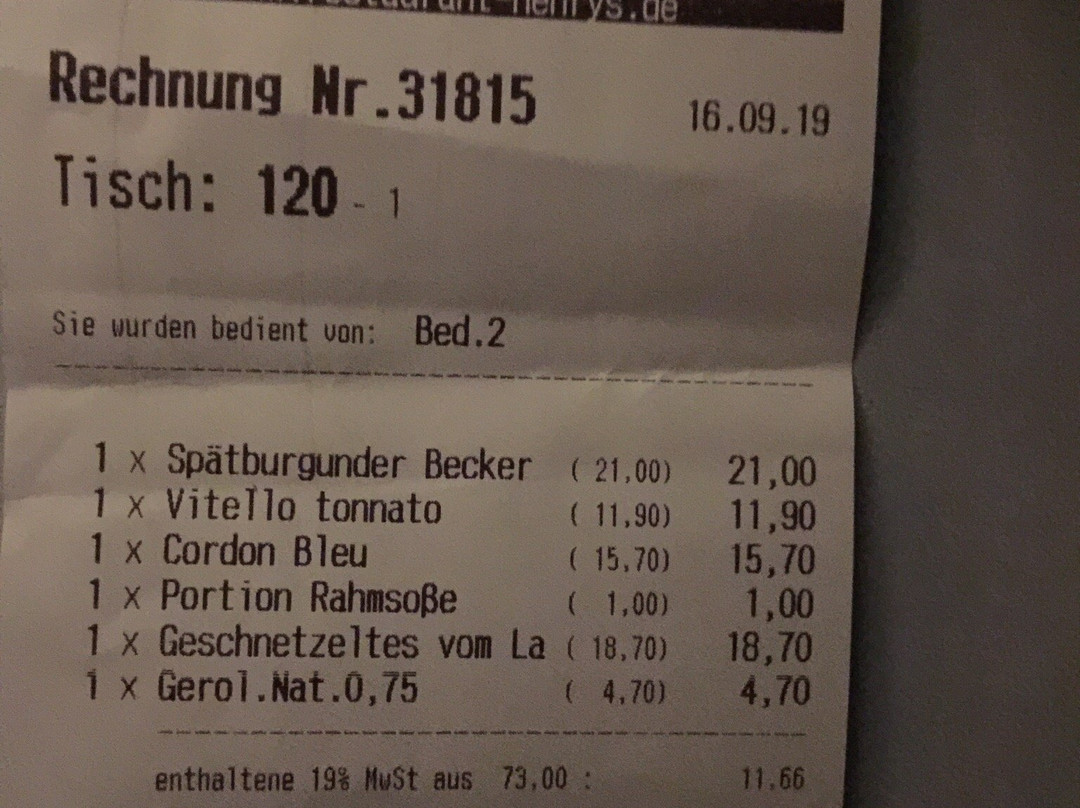 restaurant-henrys.de
Rechnung Nr.31815 16.09.19
Tisch: 120 - 1
Sie wurden bedient von: Bed.2
1 x Spätburgunder Becker ( 21,00) 21,00
1 x Vitello tonnato ( 11,90) 11,90
1 x Cordon Bleu ( 15,70) 15,70
1 x Portion Rahmsoße ( 1,00) 1,00
1 x Geschnetzeltes vom La ( 18,70) 18,70
1 x Gerol.Nat.0,75 ( 4,70) 4,70
enthaltene 19% MwSt aus 73,00 : 11.66